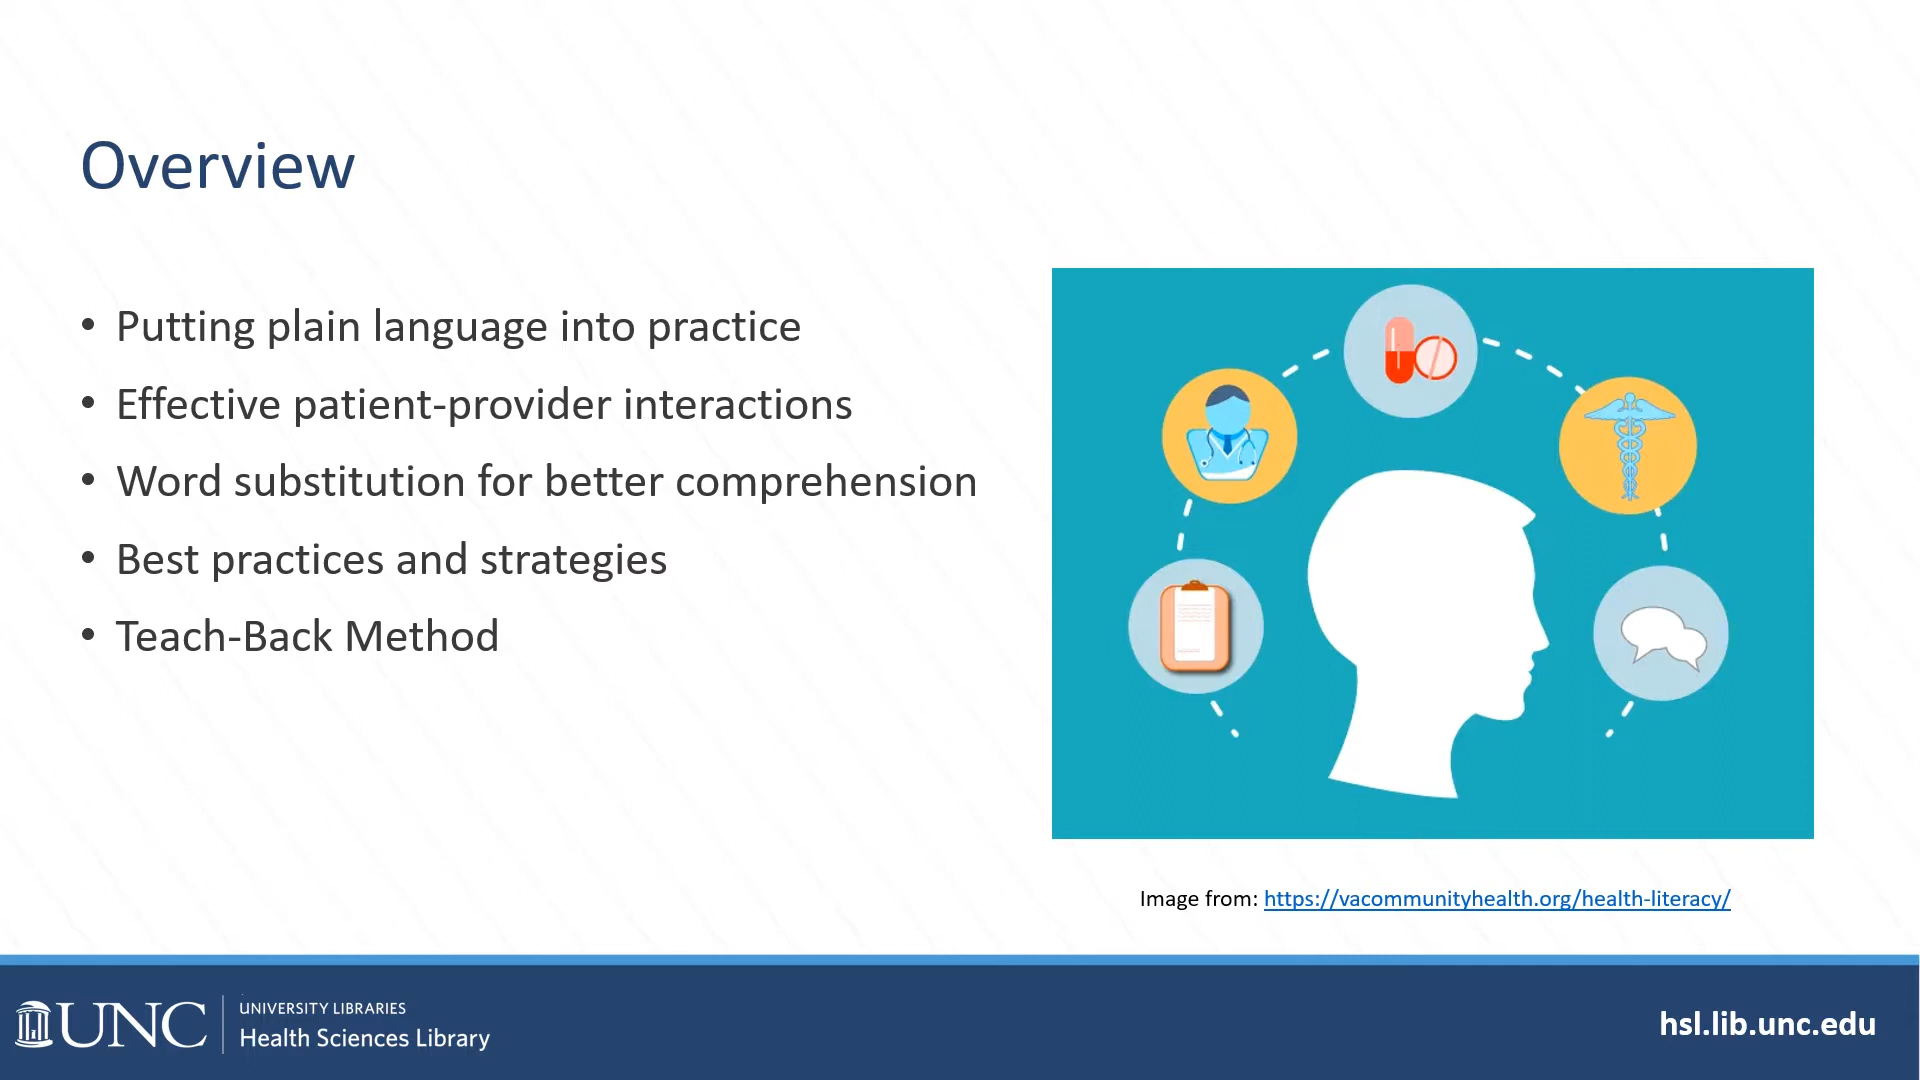 Overview
• Putting plain language into practice
• Effective patient-provider interactions
• Word substitution for better comprehension
• Best practices and strategies
• Teach-Back Method
Image from: https://vacommunityhealth.org/health-literacy/
UNC
UNIVERSITY LIBRARIES
Health Sciences Library
hsl.lib.unc.edu